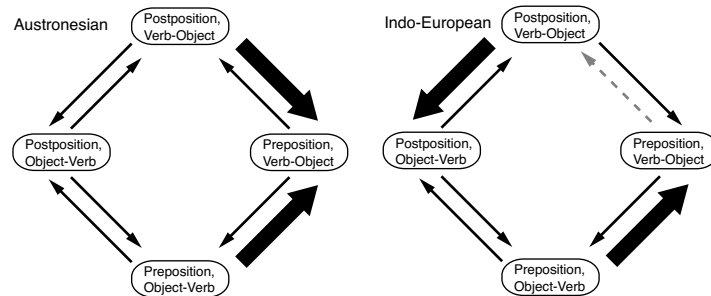 Austronesian
Postposition,
Verb-Object
Postposition,
Object-Verb
Preposition,
Verb-Object
Preposition,
Object-Verb
Indo-European
Postposition,
Verb-Object
Postposition,
Object-Verb
Preposition,
Verb-Object
Preposition,
Object-Verb